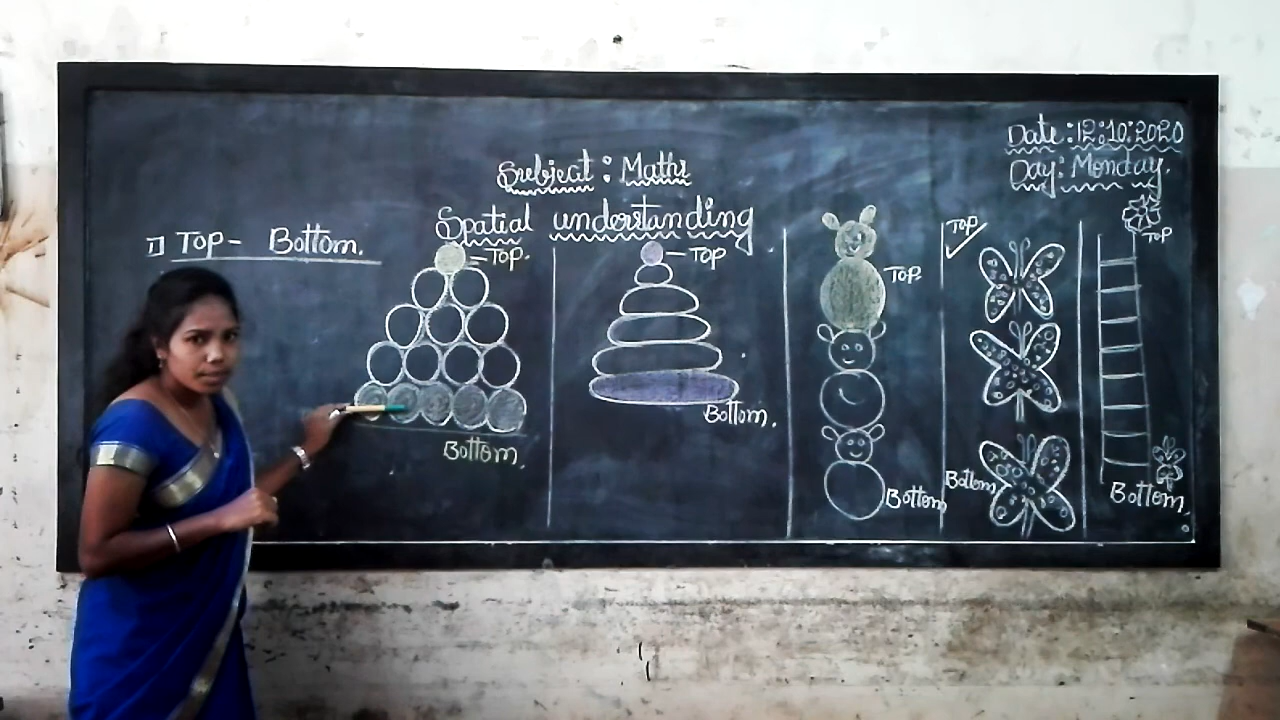 Date: 12:10:2020
Day: Monday.
Subject: Maths
Spatial understanding
1] Top - Bottom.
Top.
Bottom.
Top
Bottom.
Top.
Bottom
Top
Bottom
Top
Bottom.